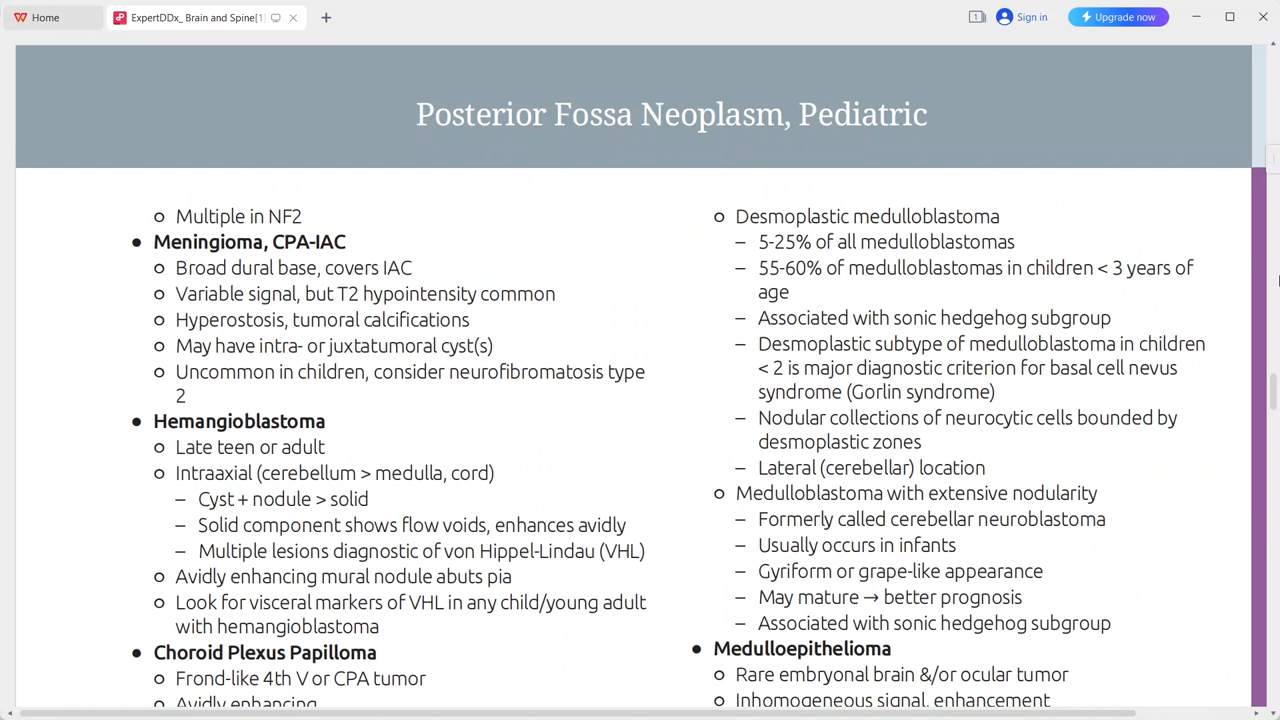 Home
ExpertDDx_ Brain and Spine[1]
Sign in
Upgrade now
Posterior Fossa Neoplasm, Pediatric
o Multiple in NF2
● Meningioma, CPA-IAC
o Broad dural base, covers IAC
o Variable signal, but T2 hypointensity common
o Hyperostosis, tumoral calcifications
o May have intra- or juxtatumoral cyst(s)
o Uncommon in children, consider neurofibromatosis type
2
● Hemangioblastoma
o Late teen or adult
o Intraaxial (cerebellum > medulla, cord)
– Cyst + nodule > solid
– Solid component shows flow voids, enhances avidly
– Multiple lesions diagnostic of von Hippel-Lindau (VHL)
o Avidly enhancing mural nodule abuts pia
o Look for visceral markers of VHL in any child/young adult
with hemangioblastoma
● Choroid Plexus Papilloma
o Frond-like 4th V or CPA tumor
Avidly enhancing
o Desmoplastic medulloblastoma
– 5-25% of all medulloblastomas
– 55-60% of medulloblastomas in children < 3 years of
age
– Associated with sonic hedgehog subgroup
– Desmoplastic subtype of medulloblastoma in children
< 2 is major diagnostic criterion for basal cell nevus
syndrome (Gorlin syndrome)
– Nodular collections of neurocytic cells bounded by
desmoplastic zones
– Lateral (cerebellar) location
o Medulloblastoma with extensive nodularity
– Formerly called cerebellar neuroblastoma
– Usually occurs in infants
– Gyriform or grape-like appearance
– May mature → better prognosis
– Associated with sonic hedgehog subgroup
● Medulloepithelioma
o Rare embryonal brain &/or ocular tumor
o Inhomogeneous signal, enhancement